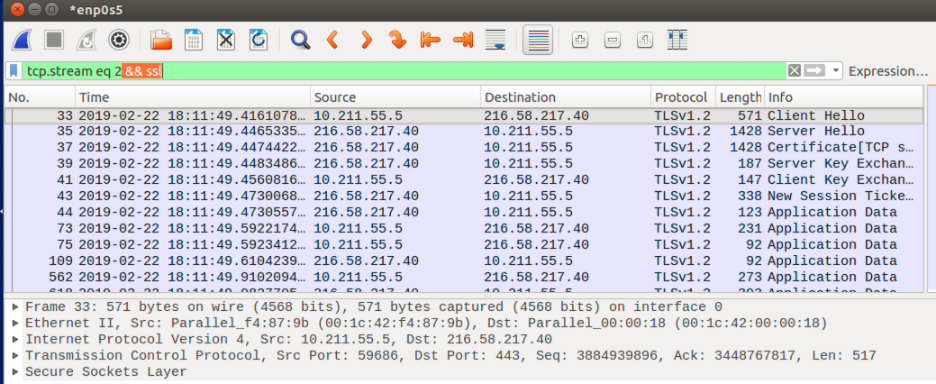 *enp0s5
tcp.stream eq 2 && ssl Expression…
No. Time Source Destination Protocol Length Info
33 2019-02-22 18:11:49.4161078… 10.211.55.5 216.58.217.40 TLSv1.2 571 Client Hello
35 2019-02-22 18:11:49.4465335… 216.58.217.40 10.211.55.5 TLSv1.2 1428 Server Hello
37 2019-02-22 18:11:49.4474422… 216.58.217.40 10.211.55.5 TLSv1.2 1428 Certificate[TCP s…
39 2019-02-22 18:11:49.4483486… 216.58.217.40 10.211.55.5 TLSv1.2 187 Server Key Exchan…
41 2019-02-22 18:11:49.4560816… 10.211.55.5 216.58.217.40 TLSv1.2 147 Client Key Exchan…
43 2019-02-22 18:11:49.4730068… 216.58.217.40 10.211.55.5 TLSv1.2 338 New Session Ticke…
44 2019-02-22 18:11:49.4730557… 216.58.217.40 10.211.55.5 TLSv1.2 123 Application Data
73 2019-02-22 18:11:49.5922174… 10.211.55.5 216.58.217.40 TLSv1.2 231 Application Data
75 2019-02-22 18:11:49.5923412… 10.211.55.5 216.58.217.40 TLSv1.2 92 Application Data
109 2019-02-22 18:11:49.6104239… 216.58.217.40 10.211.55.5 TLSv1.2 92 Application Data
562 2019-02-22 18:11:49.9102094… 10.211.55.5 216.58.217.40 TLSv1.2 273 Application Data
Frame 33: 571 bytes on wire (4568 bits), 571 bytes captured (4568 bits) on interface 0
Ethernet II, Src: Parallel_f4:87:9b (00:1c:42:f4:87:9b), Dst: Parallel_00:00:18 (00:1c:42:00:00:18)
Internet Protocol Version 4, Src: 10.211.55.5, Dst: 216.58.217.40
Transmission Control Protocol, Src Port: 59686, Dst Port: 443, Seq: 3884939896, Ack: 3448767817, Len: 517
Secure Sockets Layer